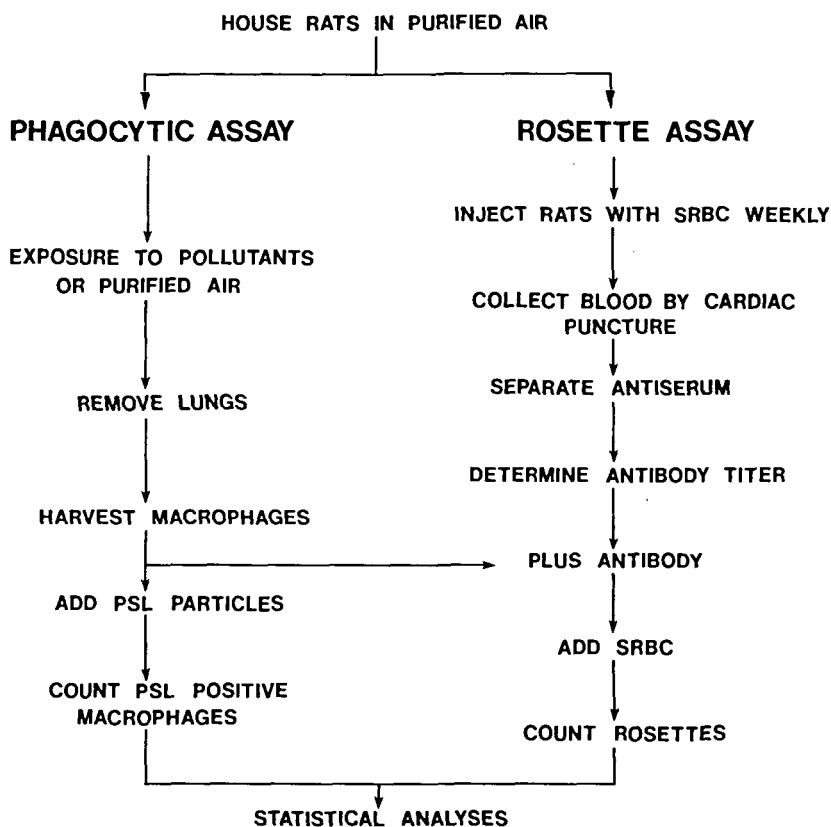 HOUSE RATS IN PURIFIED AIR
PHAGOCYTIC ASSAY
EXPOSURE TO POLLUTANTS
OR PURIFIED AIR
REMOVE LUNGS
HARVEST MACROPHAGES
ADD PSL PARTICLES
COUNT PSL POSITIVE
MACROPHAGES
ROSETTE ASSAY
INJECT RATS WITH SRBC WEEKLY
COLLECT BLOOD BY CARDIAC
PUNCTURE
SEPARATE ANTISERUM
DETERMINE ANTIBODY TITER
PLUS ANTIBODY
ADD SRBC
COUNT ROSETTES
STATISTICAL ANALYSES